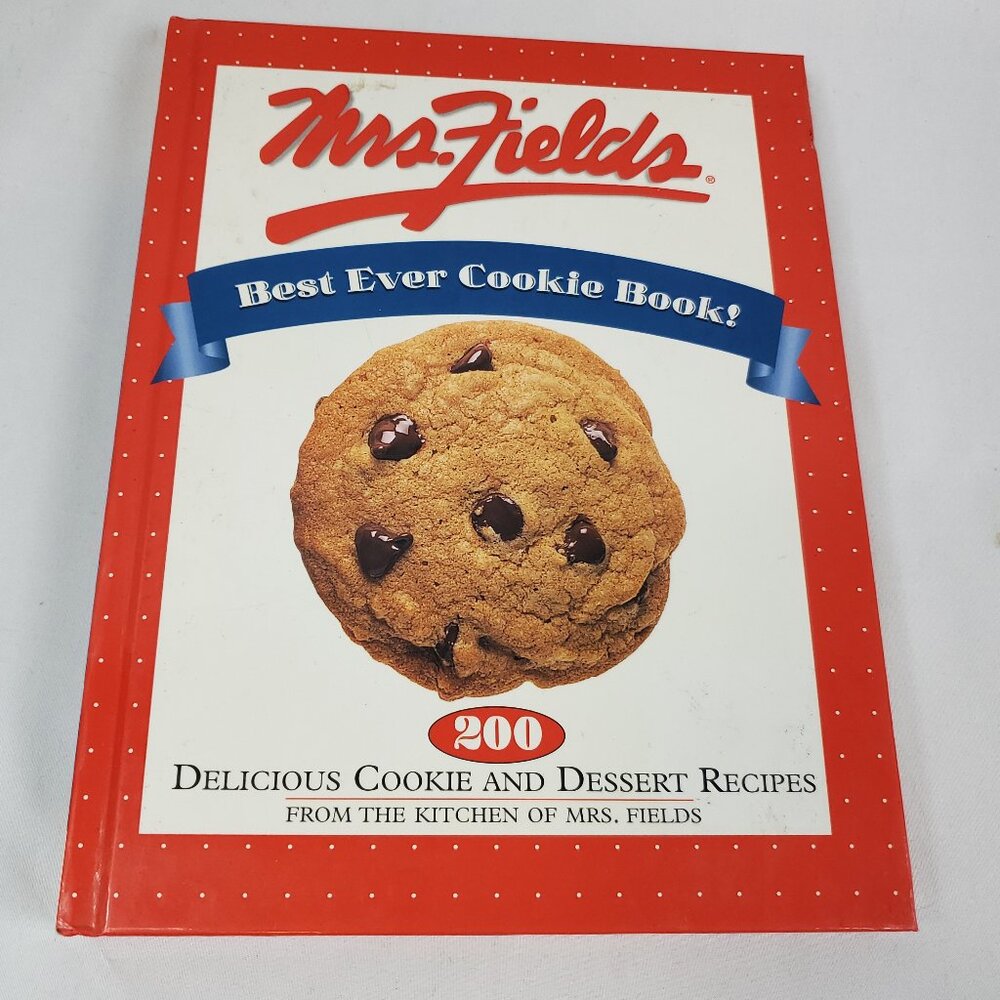 Mrs. Fields®
Best Ever Cookie Book!
200
Delicious Cookie and Dessert Recipes
FROM THE KITCHEN OF MRS. FIELDS